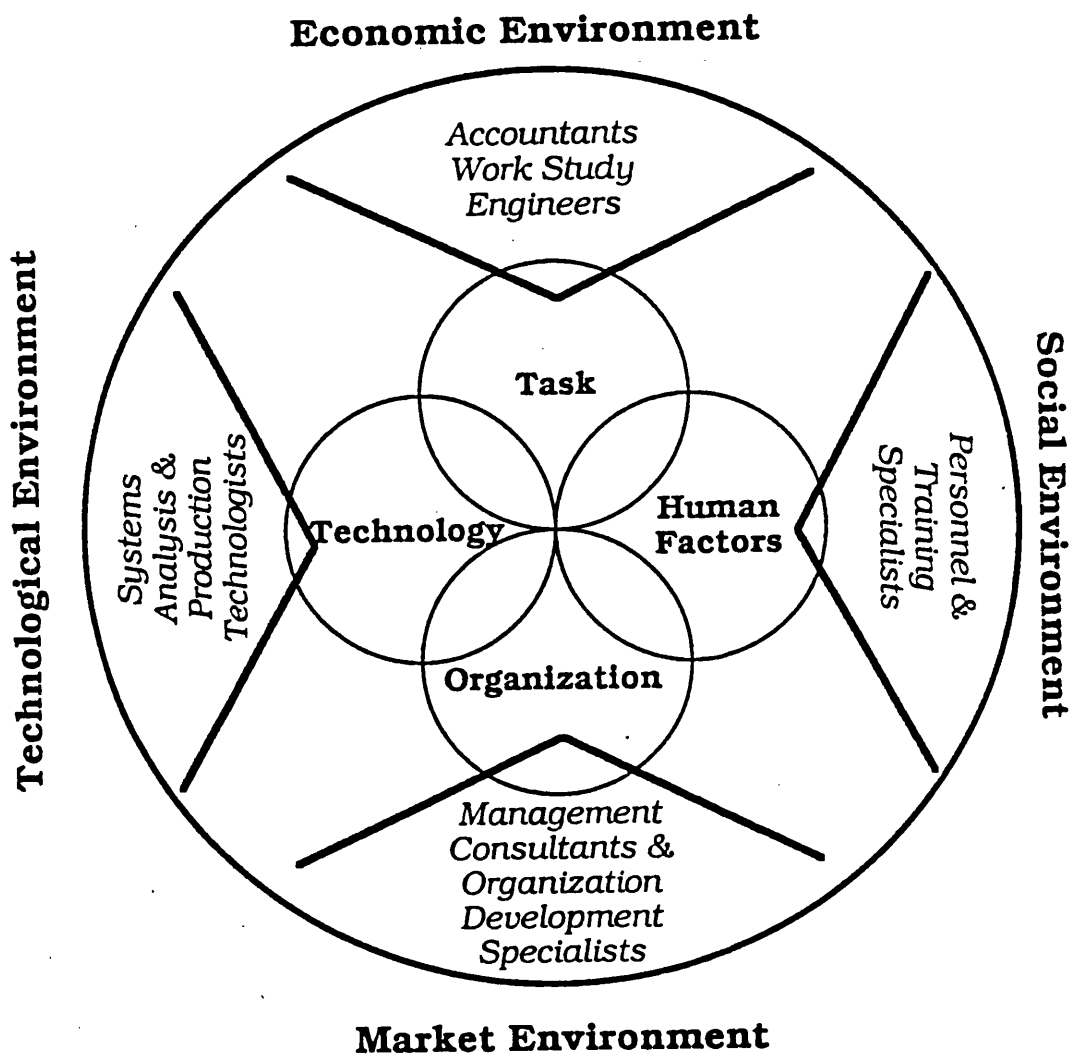 Economic Environment
Accountants
Work Study
Engineers
Technological Environment
Systems
Analysis &
Production
Technologists
Task
Technology
Human
Factors
Organization
Personnel &
Training
Specialists
Social Environment
Management
Consultants &
Organization
Development
Specialists
Market Environment